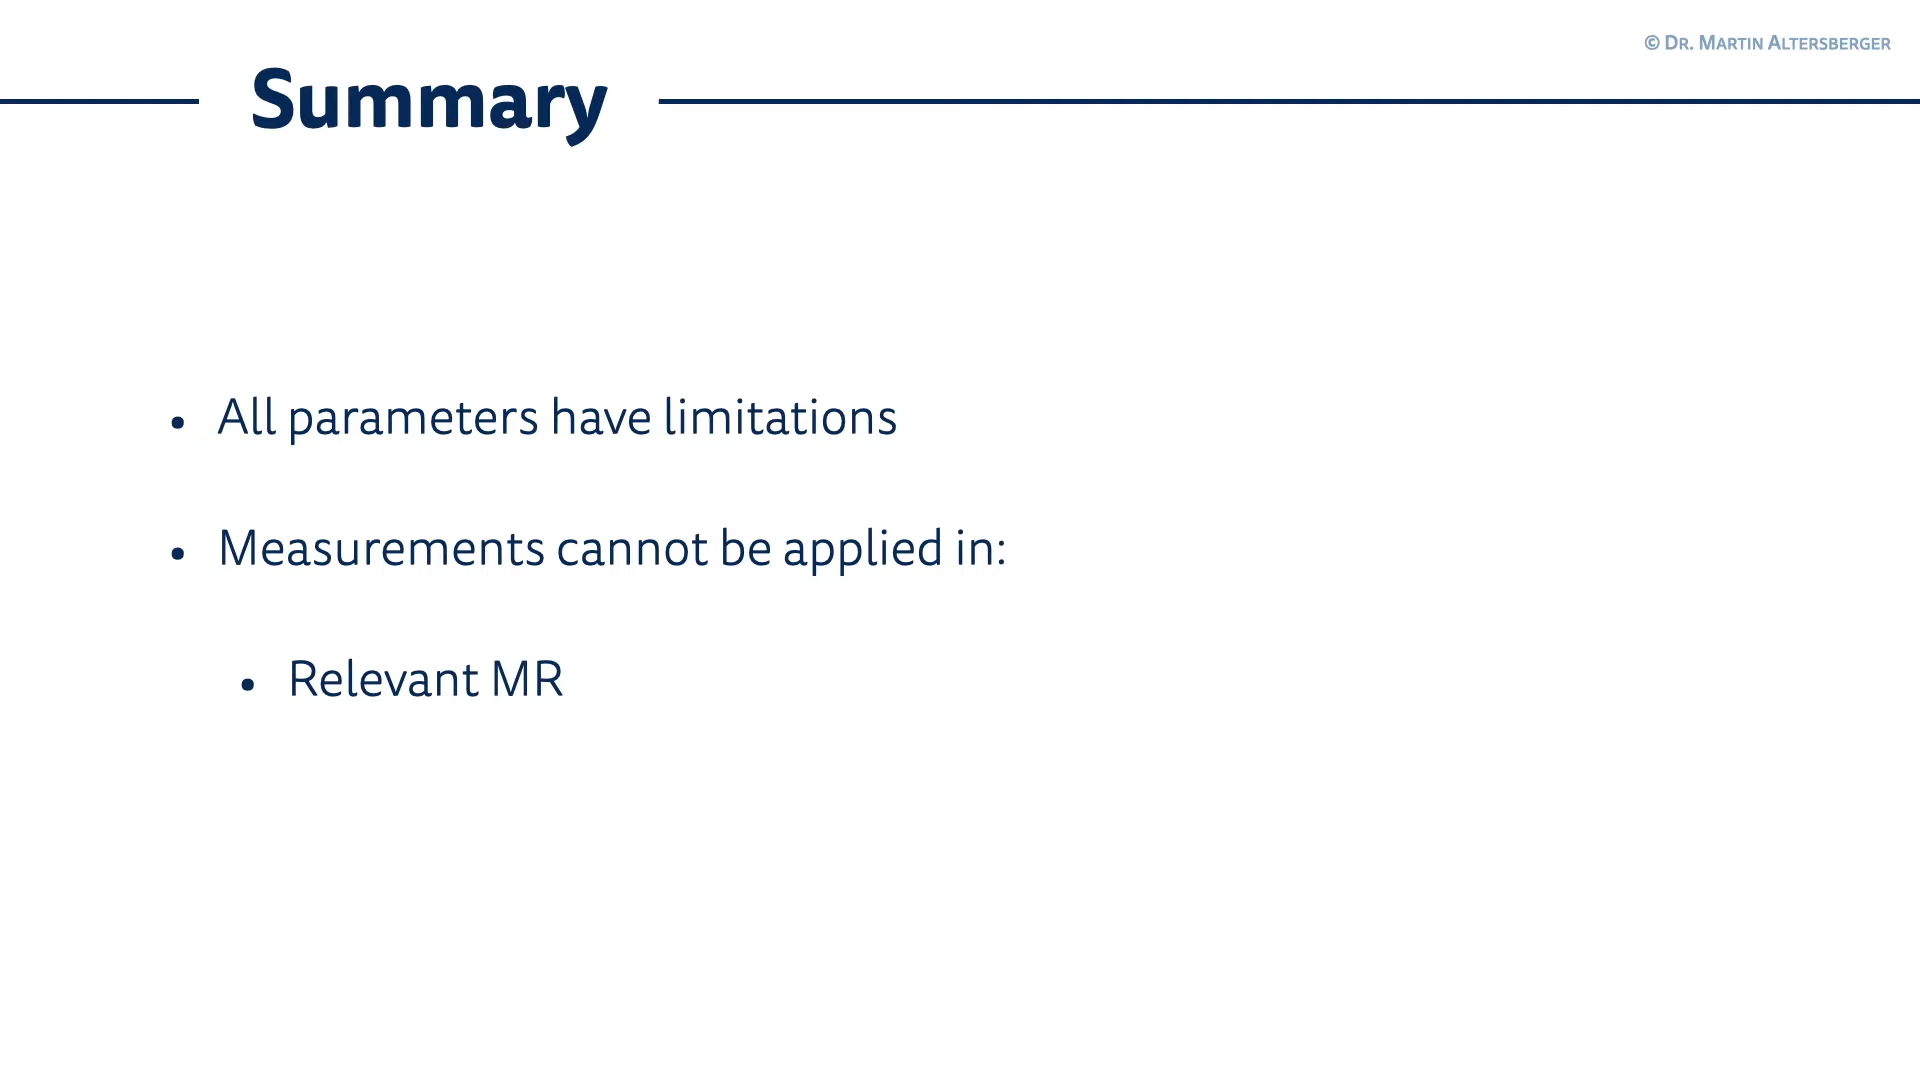 © DR. MARTIN ALTERSBERGER
Summary
• All parameters have limitations
• Measurements cannot be applied in:
• Relevant MR